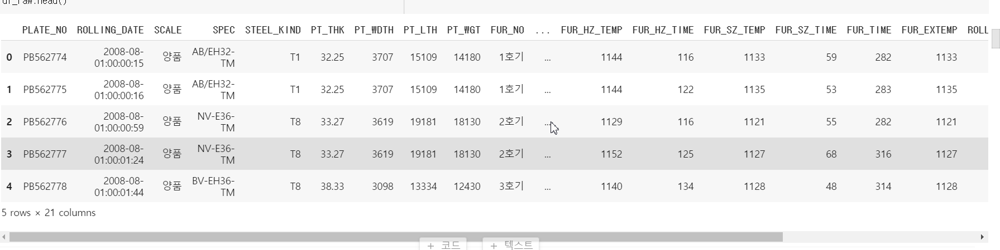 df_raw.head()
PLATE_NO ROLLING_DATE SCALE SPEC STEEL_KIND PT_THK PT_WDTH PT_LTH PT_WGT FUR_NO ... FUR_HZ_TEMP FUR_HZ_TIME FUR_SZ_TEMP FUR_SZ_TIME FUR_TIME FUR_EXTEMP ROLL
0 PB562774 2008-08-01:00:00:15 양품 AB/EH32-TM T1 32.25 3707 15109 14180 1호기 ... 1144 116 1133 59 282 1133
1 PB562775 2008-08-01:00:00:16 양품 AB/EH32-TM T1 32.25 3707 15109 14180 1호기 ... 1144 122 1135 53 283 1135
2 PB562776 2008-08-01:00:00:59 양품 NV-E36-TM T8 33.27 3619 19181 18130 2호기 ... 1129 116 1121 55 282 1121
3 PB562777 2008-08-01:00:01:24 양품 NV-E36-TM T8 33.27 3619 19181 18130 2호기 ... 1152 125 1127 68 316 1127
4 PB562778 2008-08-01:00:01:44 양품 BV-EH36-TM T8 38.33 3098 13334 12430 3호기 ... 1140 134 1128 48 314 1128
5 rows × 21 columns
+ 코드 + 텍스트